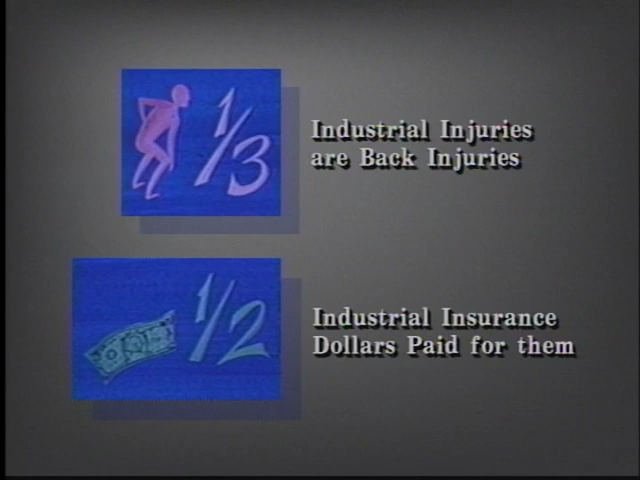 1/3
Industrial Injuries
are Back Injuries
1/2
Industrial Insurance
Dollars Paid for them